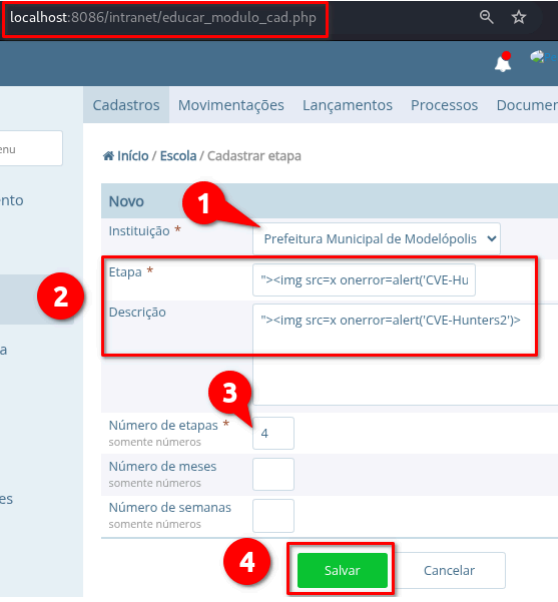 localhost:8086/intranet/educar_modulo_cad.php
Cadastros Movimentações Lançamentos Processos Documen
enu
Início / Escola / Cadastrar etapa
nto
Novo
1
Instituição *
Prefeitura Municipal de Modelópolis
2
Etapa *
"><img src=x onerror=alert('CVE-Hu
Descrição
"><img src=x onerror=alert('CVE-Hunters2')>
a
3
Número de etapas *
somente números
4
Número de meses
somente números
es
Número de semanas
somente números
4
Salvar
Cancelar